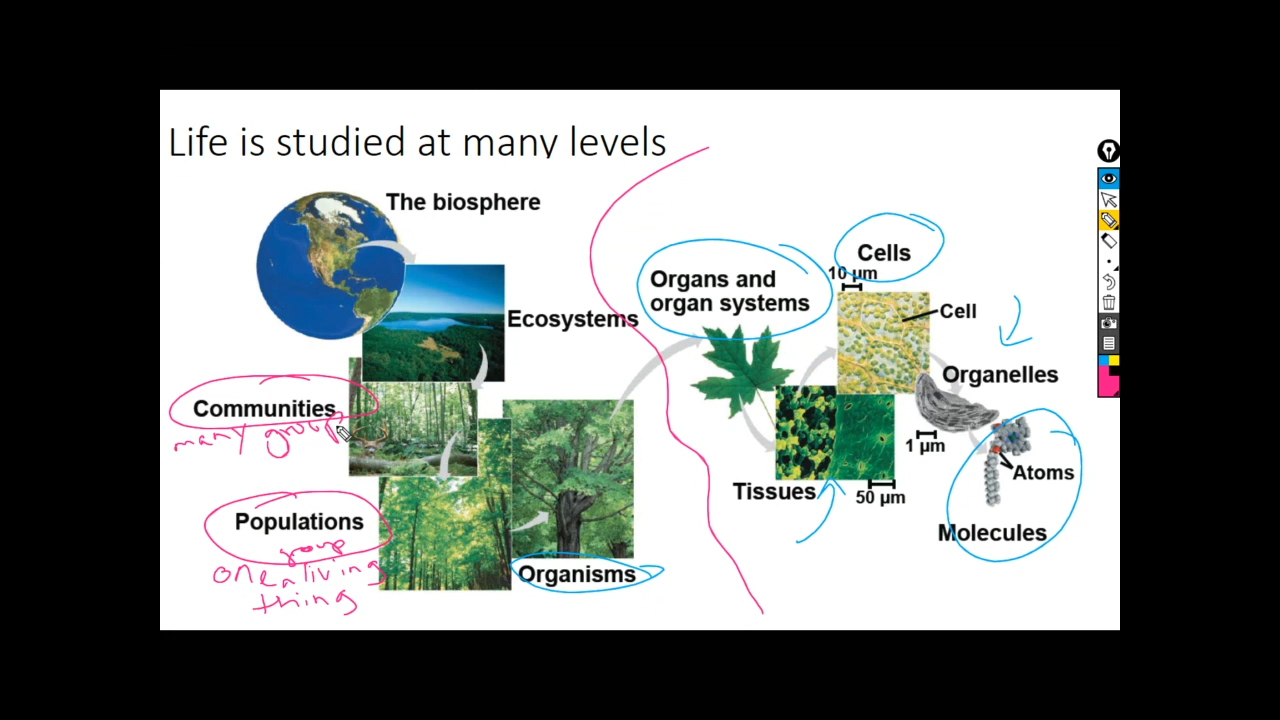 Life is studied at many levels
The biosphere
Ecosystems
Communities
many group
Populations
group
one a living
thing
Organisms
Organs and
organ systems
Tissues
50 µm
Cells
10 µm
Cell
Organelles
1 µm
Atoms
Molecules